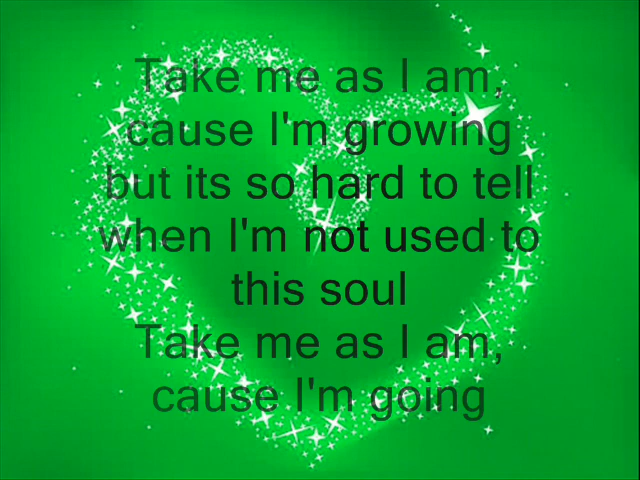 Take me as I am,
cause I'm growing
but its so hard to tell
when I'm not used to
this soul
Take me as I am,
cause I'm going